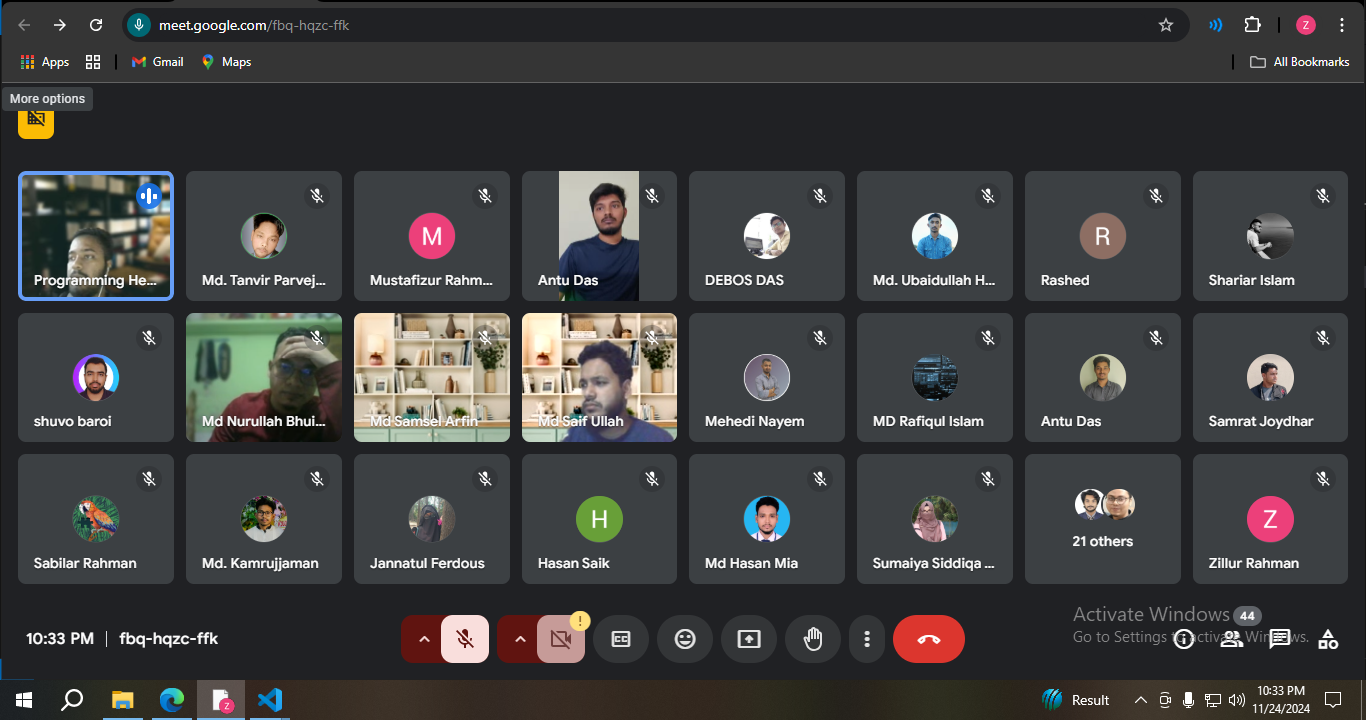 meet.google.com/fbq-hqzc-ffk
Z
Apps
Gmail
Maps
All Bookmarks
More options
Programming He...
Md. Tanvir Parvej...
M
Mustafizur Rahm...
Antu Das
DEBOS DAS
Md. Ubaidullah H...
R
Rashed
Shariar Islam
shuvo baroi
Md Nurullah Bhui...
Md Samsel Arfin
Md Saif Ullah
Mehedi Nayem
MD Rafiqul Islam
Antu Das
Samrat Joydhar
Sabilar Rahman
Md. Kamrujjaman
Jannatul Ferdous
H
Hasan Saik
Md Hasan Mia
Sumaiya Siddiqa ...
21 others
Z
Zillur Rahman
10:33 PM | fbq-hqzc-ffk
!
Activate Windows
44
Go to Settings to activate Windows.
Z
Result
10:33 PM
11/24/2024